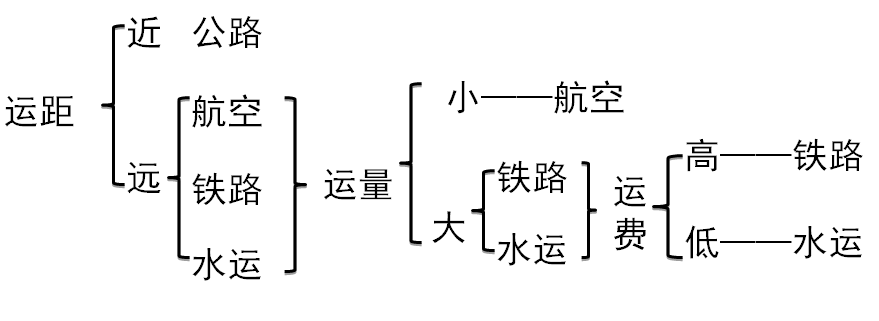 运距
近 公路
远
航空
铁路
水运
运量
小——航空
大
铁路
水运
运费
高——铁路
低——水运